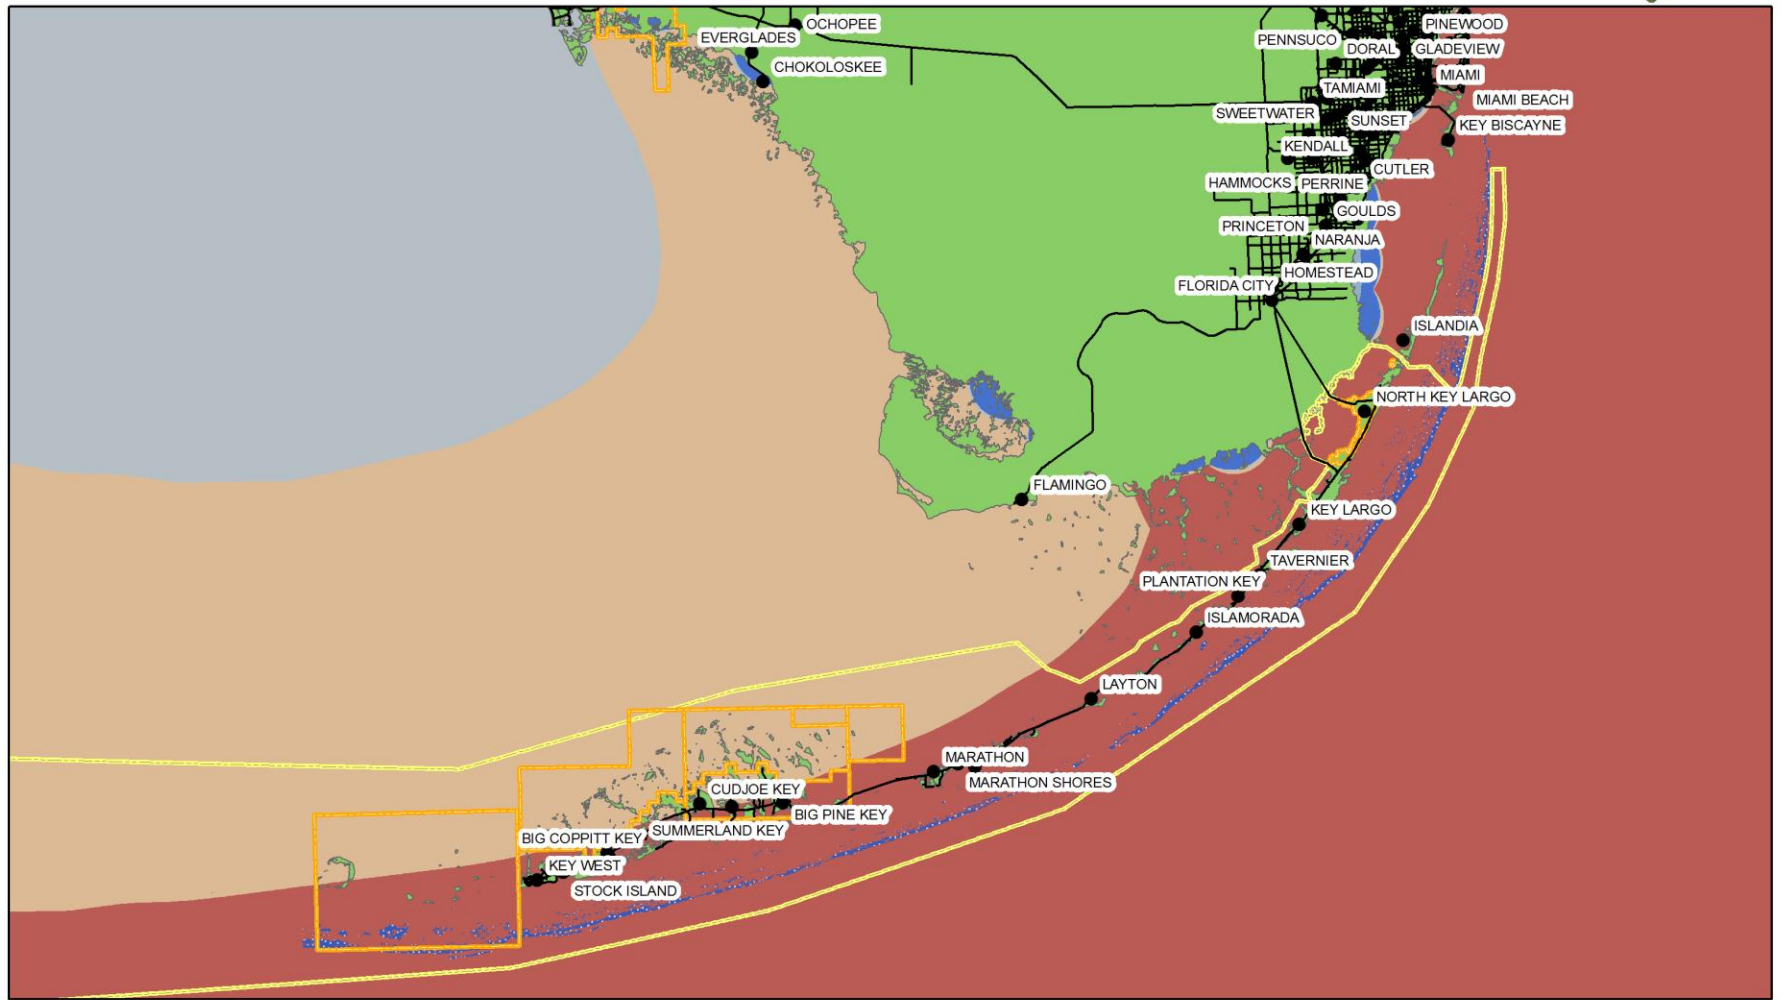 OCHOPEE
EVERGLADES
CHOKOLOSKEE
PINEWOOD
PENNSUCO
DORAL
GLADEVIEW
MIAMI
TAMIAMI
MIAMI BEACH
SWEETWATER
SUNSET
KEY BISCAYNE
KENDALL
CUTLER
HAMMOCKS
PERRINE
GOULDS
PRINCETON
NARANJA
HOMESTEAD
FLORIDA CITY
ISLANDIA
NORTH KEY LARGO
FLAMINGO
KEY LARGO
TAVERNIER
PLANTATION KEY
ISLAMORADA
LAYTON
MARATHON
MARATHON SHORES
CUDJOE KEY
BIG PINE KEY
SUMMERLAND KEY
BIG COPPITT KEY
KEY WEST
STOCK ISLAND